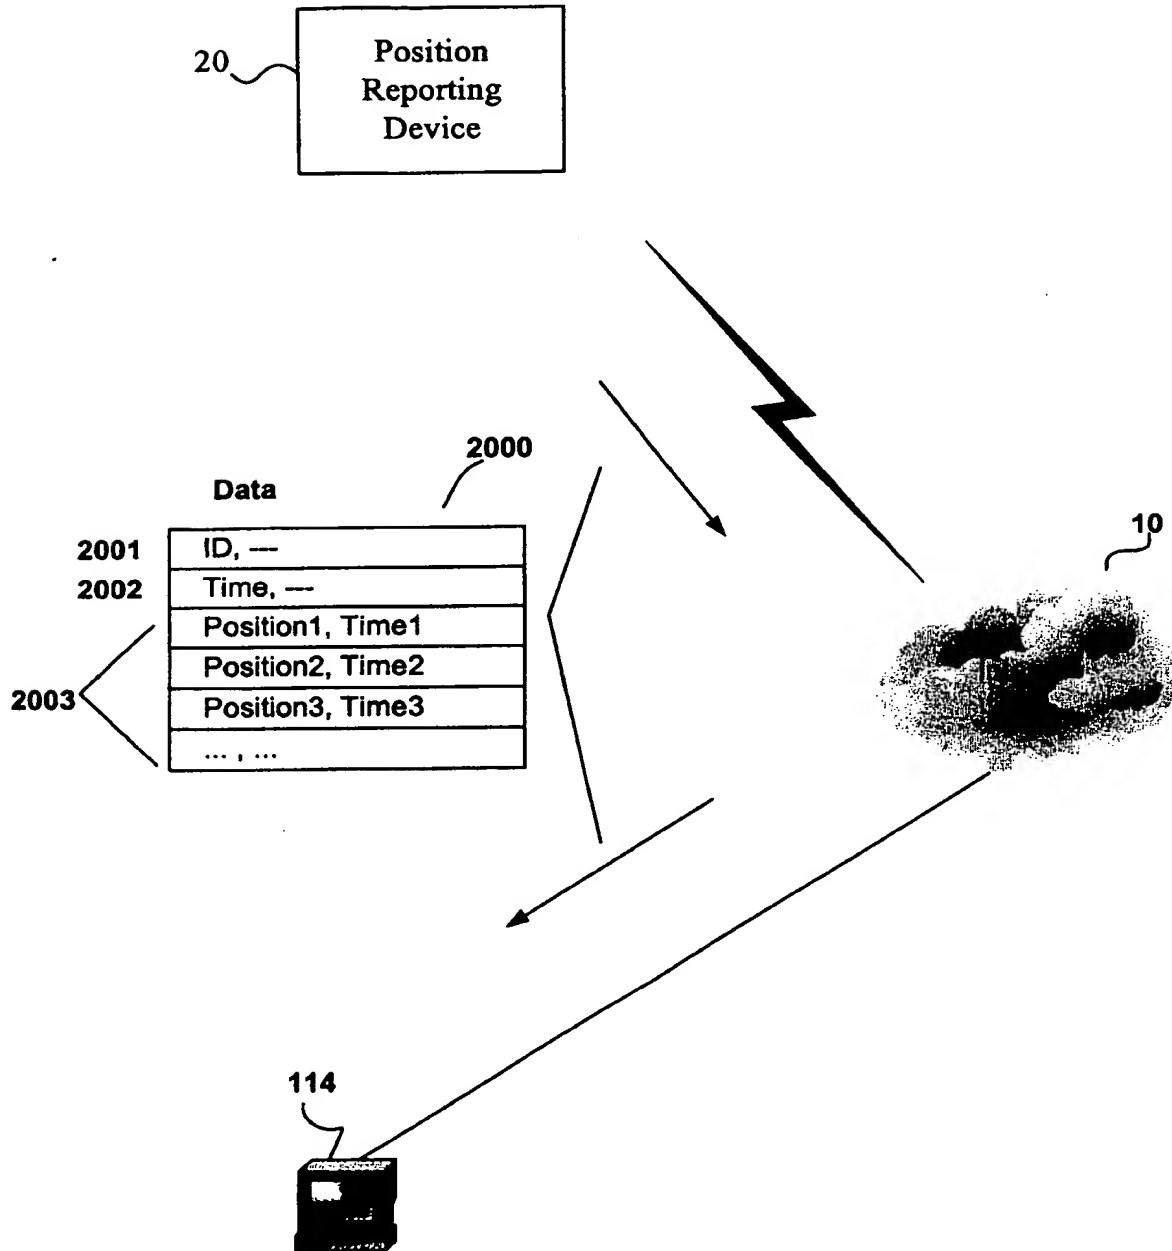 20
Position
Reporting
Device
2000
Data
10
2001
ID, ---
2002
Time, ---
Position1, Time1
Position2, Time2
2003
Position3, Time3
... , ...
114